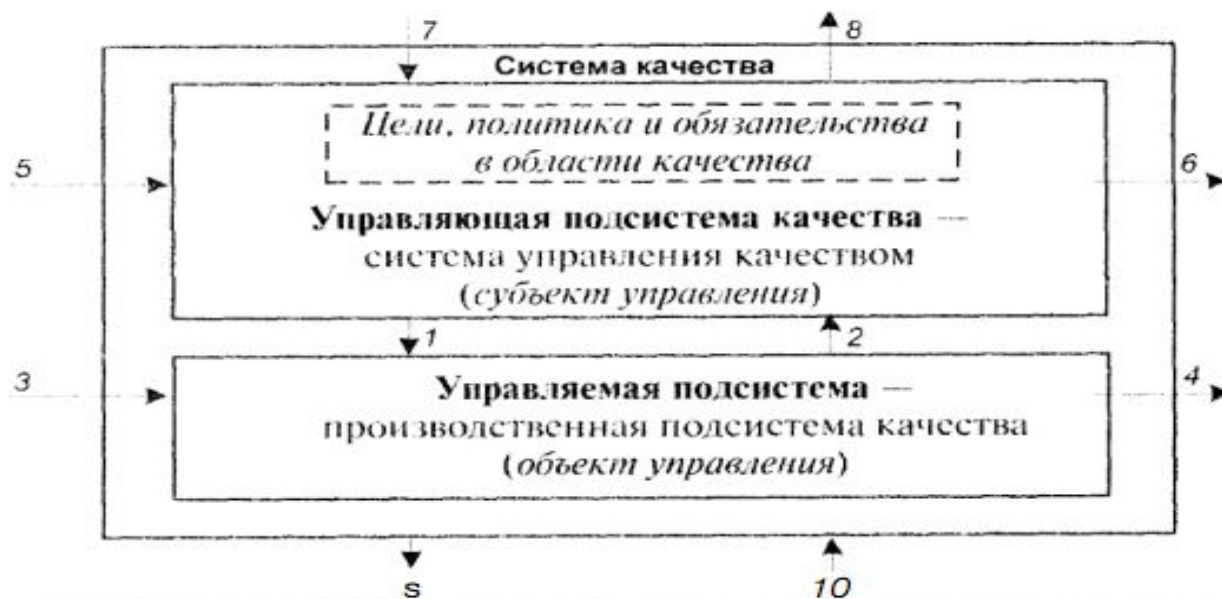 7 8
Система качества
Цели, политика и обязательства
в области качества
5 6
Управляющая подсистема качества —
система управления качеством
(субъект управления)
1 2
3 4
Управляемая подсистема —
производственная подсистема качества
(объект управления)
s 10